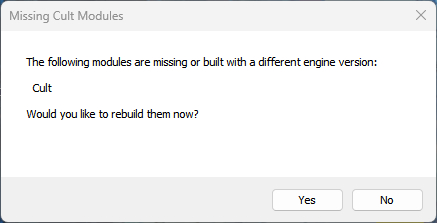 Missing Cult Modules
The following modules are missing or built with a different engine version:
Cult
Would you like to rebuild them now?
Yes
No